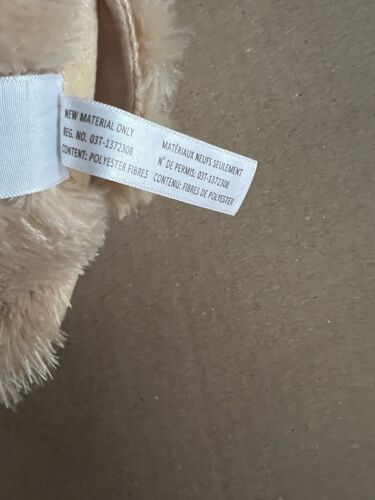 NEW MATERIAL ONLY
REG. NO. 03T-1372308
CONTENT: POLYESTER FIBRES
MATÉRIAUX NEUFS SEULEMENT
N° DE PERMIS: 03T-1372308
CONTENU: FIBRES DE POLYESTER